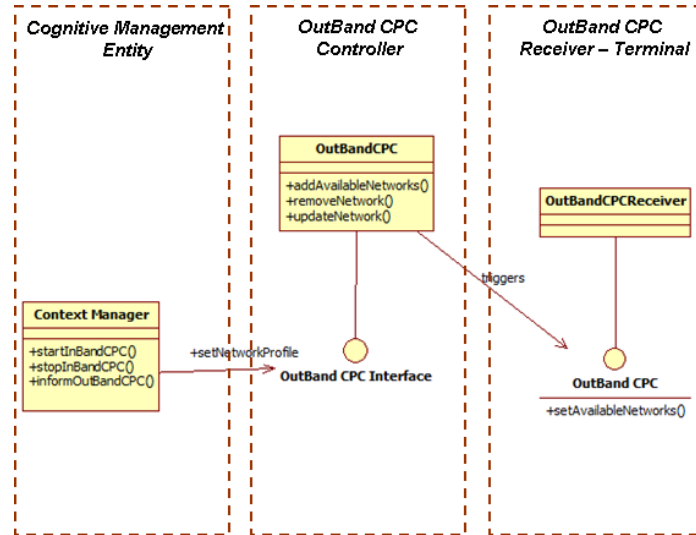 Cognitive Management
Entity
OutBand CPC
Controller
OutBand CPC
Receiver – Terminal
OutBandCPC
+addAvailableNetworks()
+removeNetwork()
+updateNetwork()
OutBandCPCReceiver
triggers
Context Manager
+startInBandCPC()
+stopInBandCPC()
+informOutBandCPC()
+setNetworkProfile
OutBand CPC Interface
OutBand CPC
+setAvailableNetworks()